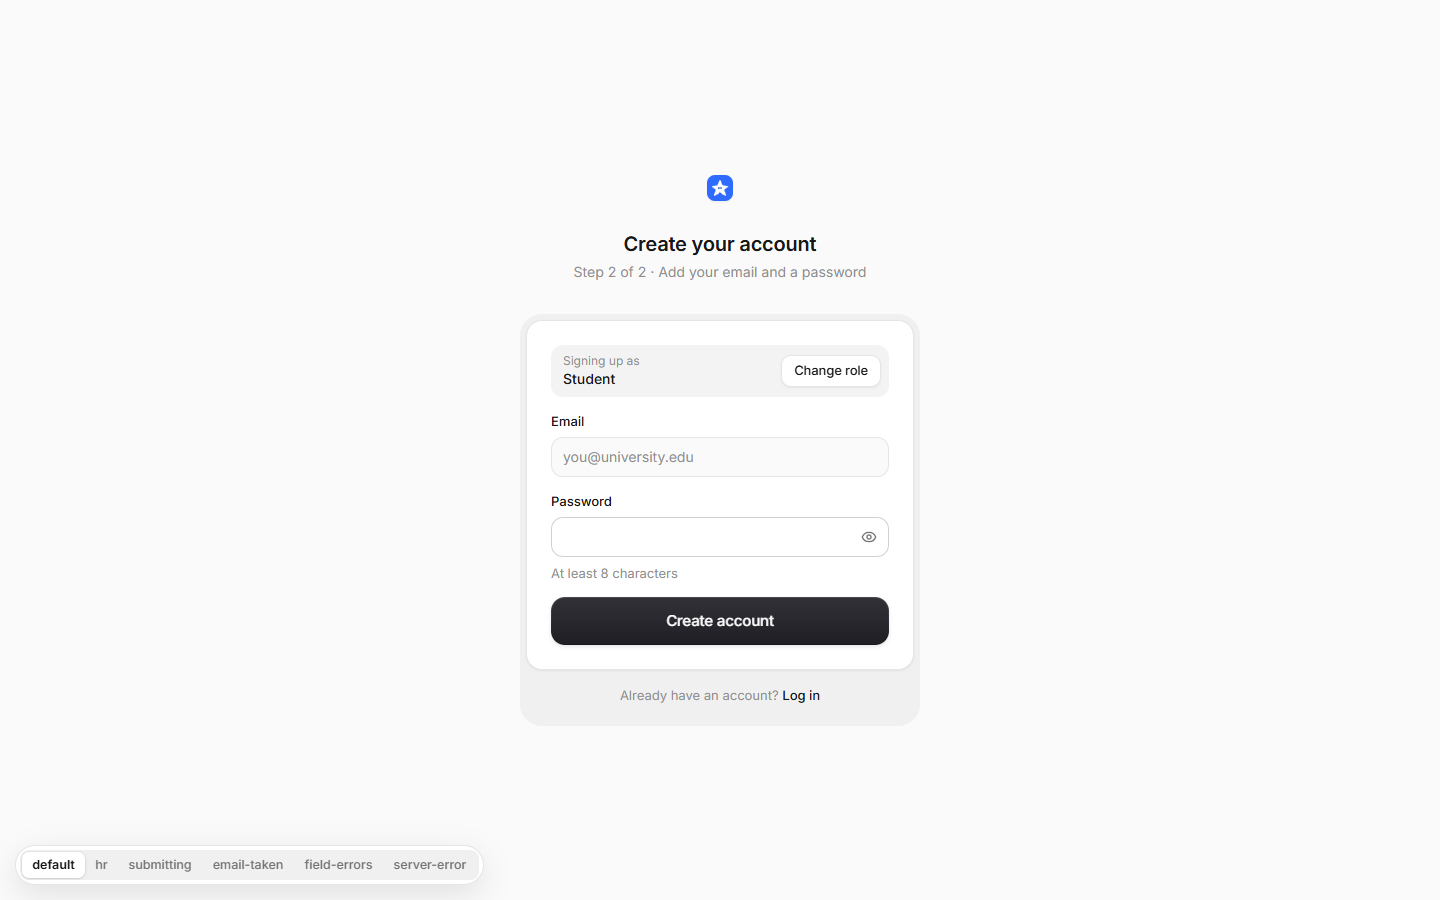 Create your account
Step 2 of 2 · Add your email and a password
Signing up as
Student
Change role
Email
you@university.edu
Password
At least 8 characters
Create account
Already have an account? Log in
default hr submitting email-taken field-errors server-error